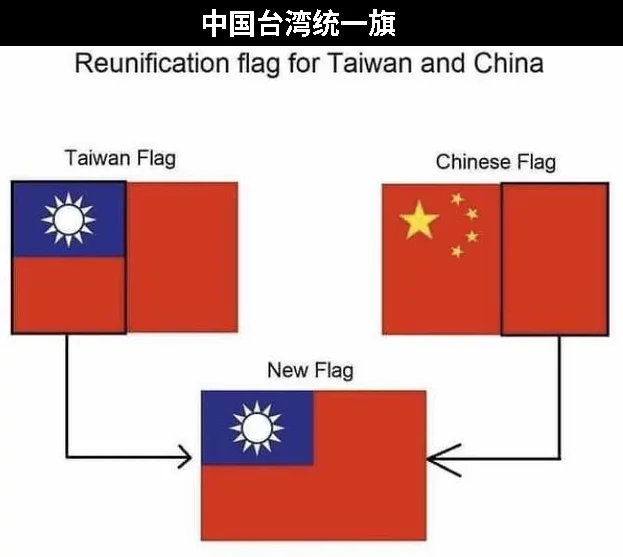 中国台湾统一旗
Reunification flag for Taiwan and China
Taiwan Flag
Chinese Flag
New Flag